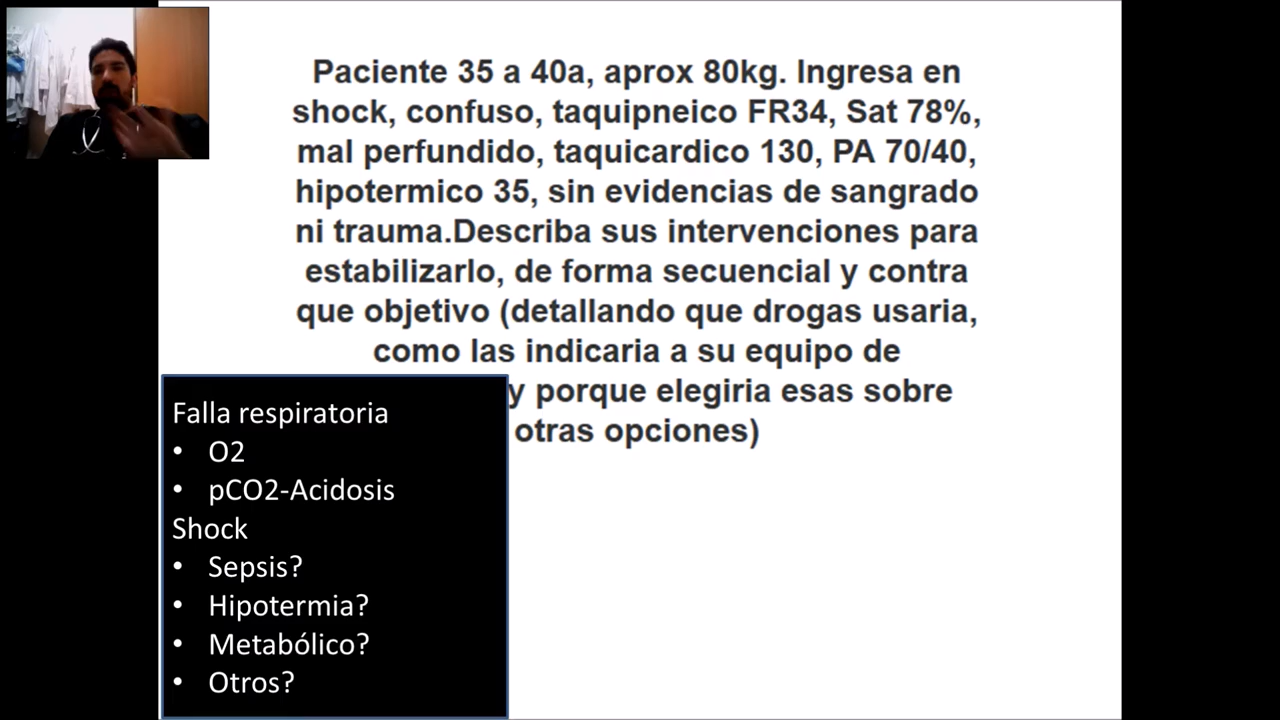 Paciente 35 a 40a, aprox 80kg. Ingresa en
shock, confuso, taquipneico FR34, Sat 78%,
mal perfundido, taquicardico 130, PA 70/40,
hipotermico 35, sin evidencias de sangrado
ni trauma.Describa sus intervenciones para
estabilizarlo, de forma secuencial y contra
que objetivo (detallando que drogas usaria,
como las indicaria a su equipo de
y porque elegiria esas sobre
otras opciones)
Falla respiratoria
• O2
• pCO2-Acidosis
Shock
• Sepsis?
• Hipotermia?
• Metabólico?
• Otros?